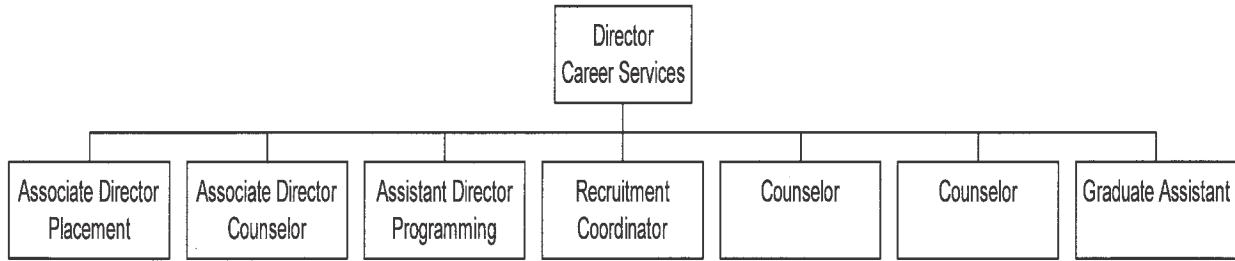 Director
Career Services
Associate Director
Placement
Associate Director
Counselor
Assistant Director
Programming
Recruitment
Coordinator
Counselor
Counselor
Graduate Assistant